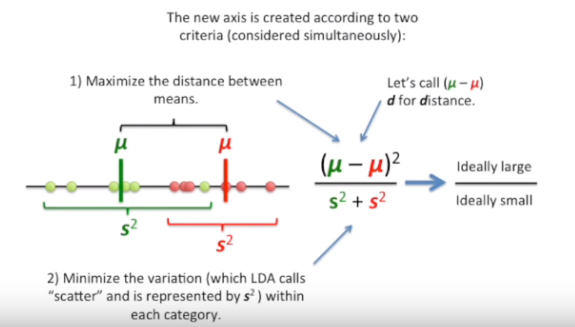 The new axis is created according to two
criteria (considered simultaneously):
1) Maximize the distance between
means.
Let's call (μ – μ)
d for distance.
μ
μ
(μ – μ)²
s² + s²
Ideally large
Ideally small
s²
s²
2) Minimize the variation (which LDA calls
"scatter" and is represented by s² ) within
each category.